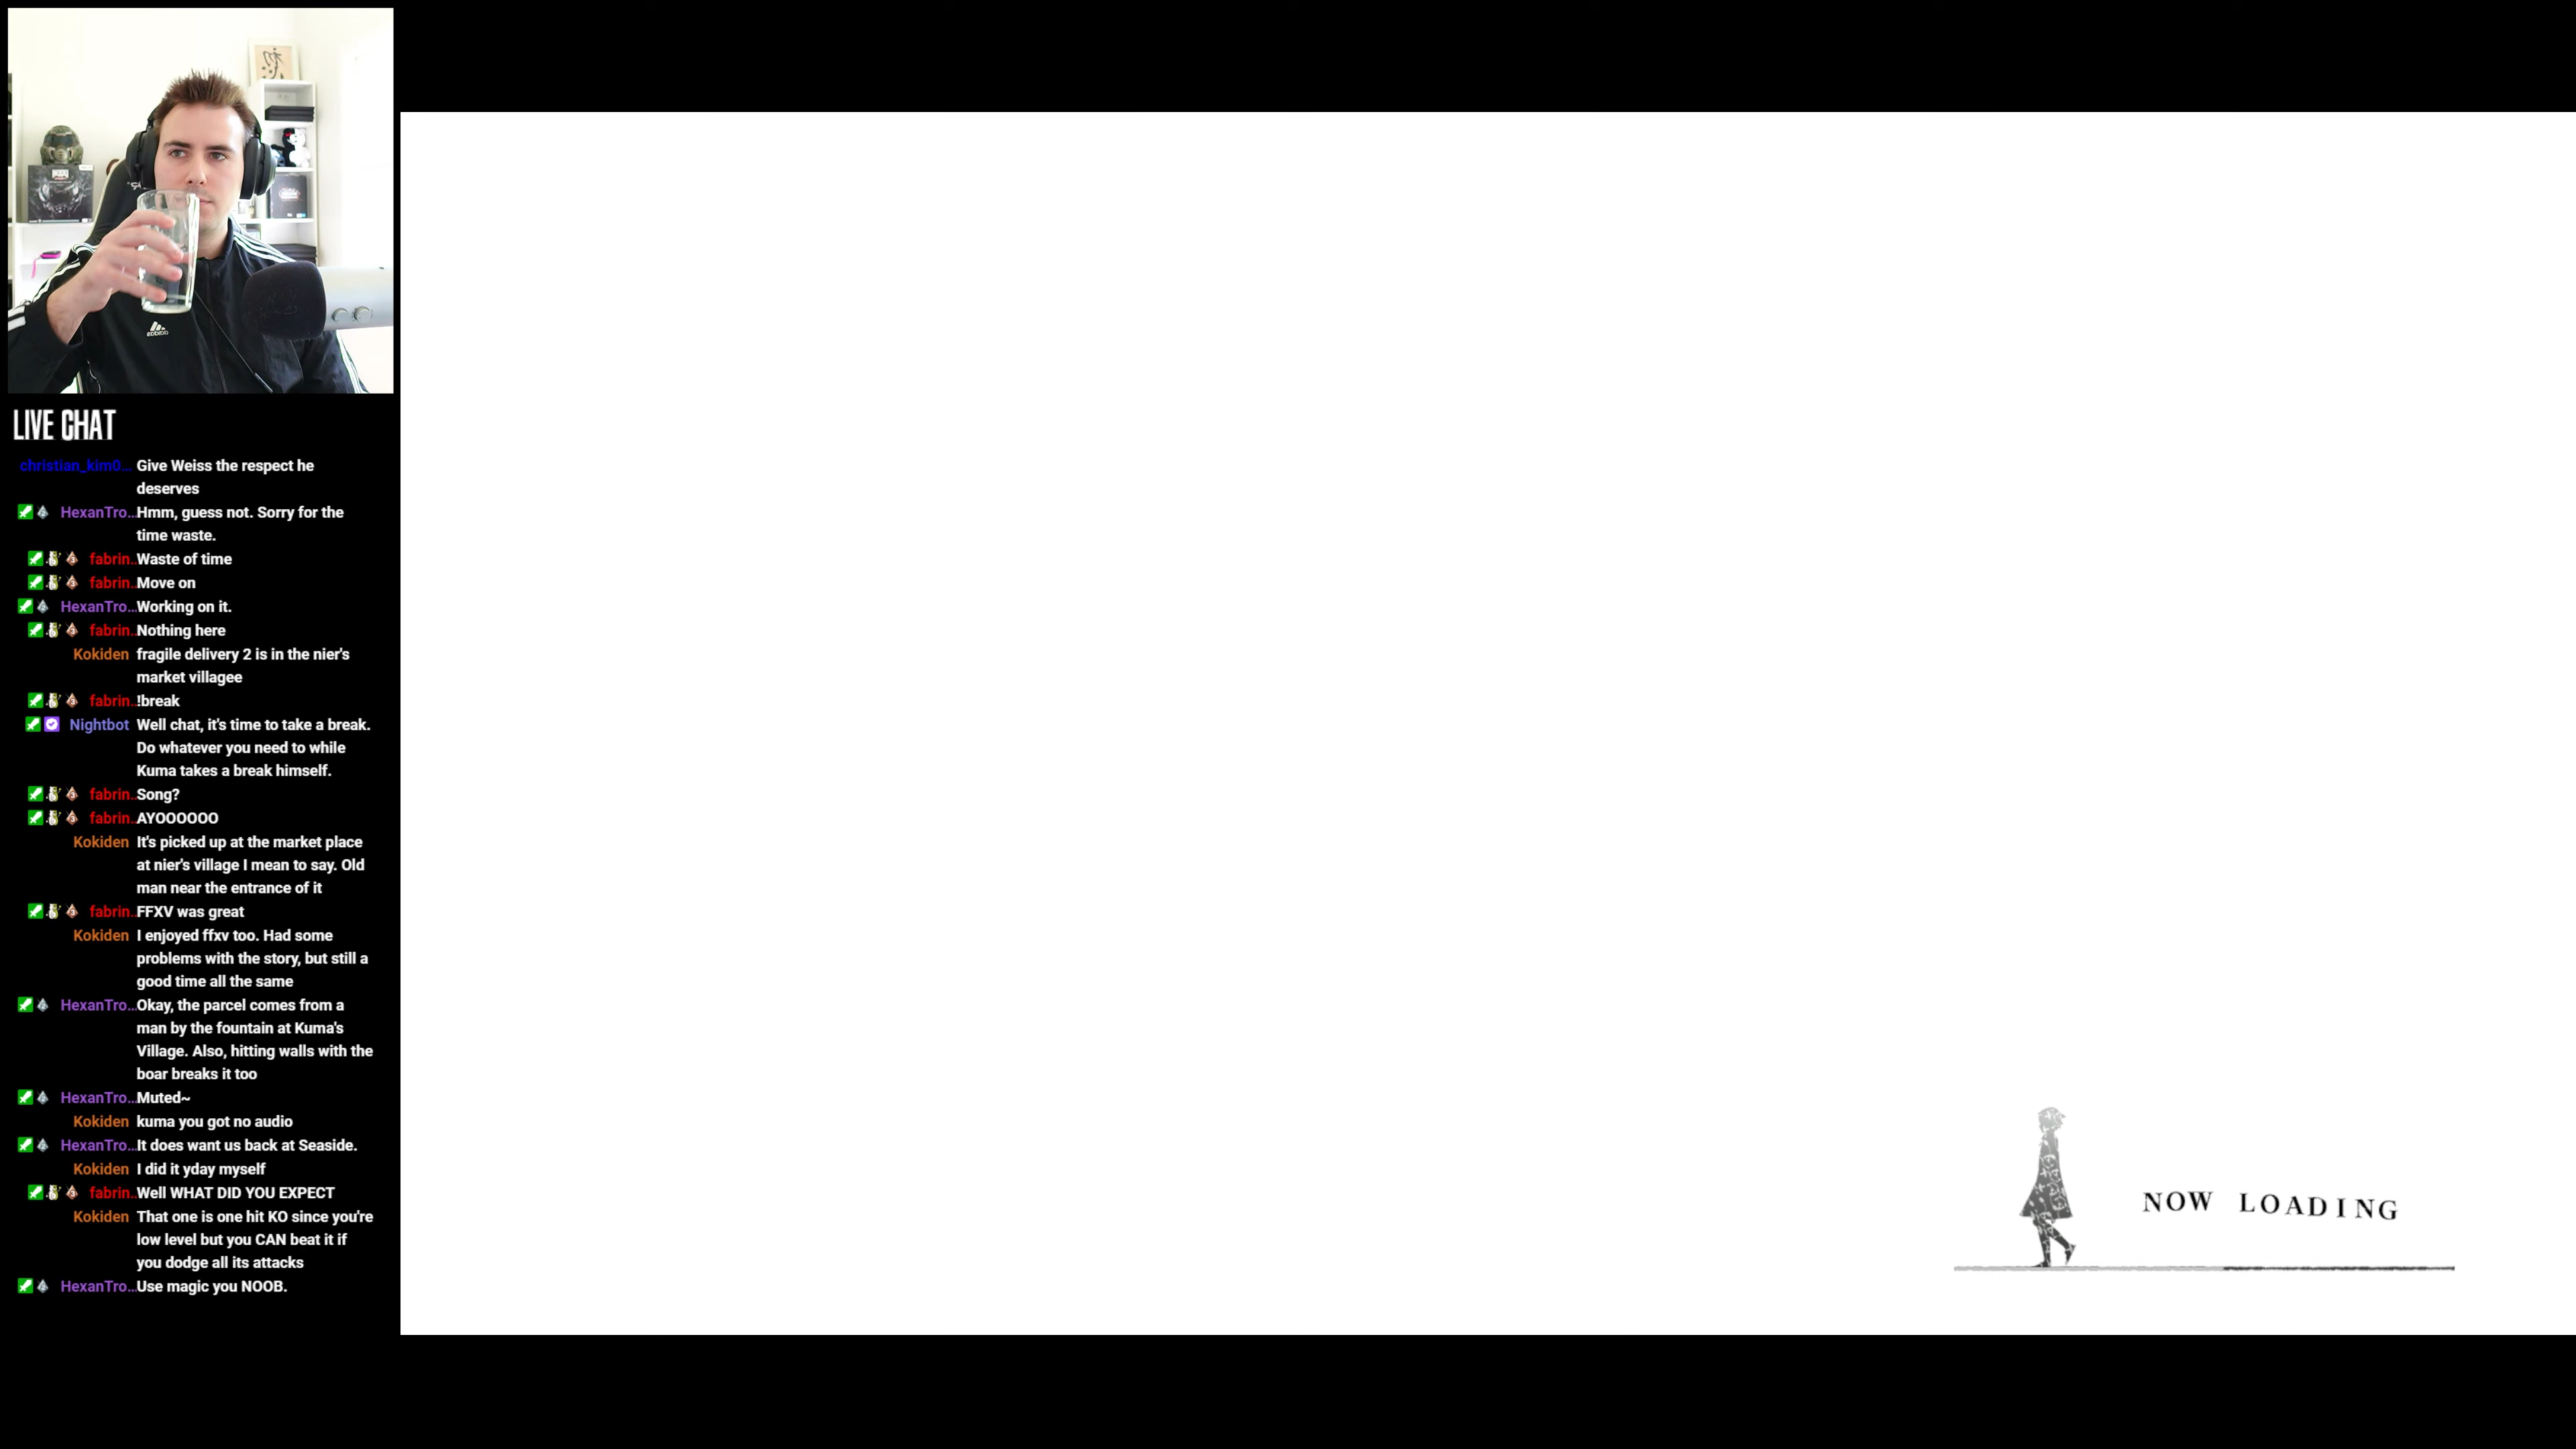 LIVE CHAT
christian_kim0... Give Weiss the respect he
deserves
HexanTro... Hmm, guess not. Sorry for the
time waste.
fabrin.. Waste of time
fabrin.. Move on
HexanTro... Working on it.
fabrin.. Nothing here
Kokiden fragile delivery 2 is in the nier's
market villagee
fabrin.. !break
Nightbot Well chat, it's time to take a break.
Do whatever you need to while
Kuma takes a break himself.
fabrin.. Song?
fabrin.. AYOOOOOO
Kokiden It's picked up at the market place
at nier's village I mean to say. Old
man near the entrance of it
fabrin.. FFXV was great
Kokiden I enjoyed ffxv too. Had some
problems with the story, but still a
good time all the same
HexanTro... Okay, the parcel comes from a
man by the fountain at Kuma's
Village. Also, hitting walls with the
boar breaks it too
HexanTro... Muted~
Kokiden kuma you got no audio
HexanTro... It does want us back at Seaside.
Kokiden I did it yday myself
fabrin.. Well WHAT DID YOU EXPECT
Kokiden That one is one hit KO since you're
low level but you CAN beat it if
you dodge all its attacks
HexanTro... Use magic you NOOB.
NOW LOADING